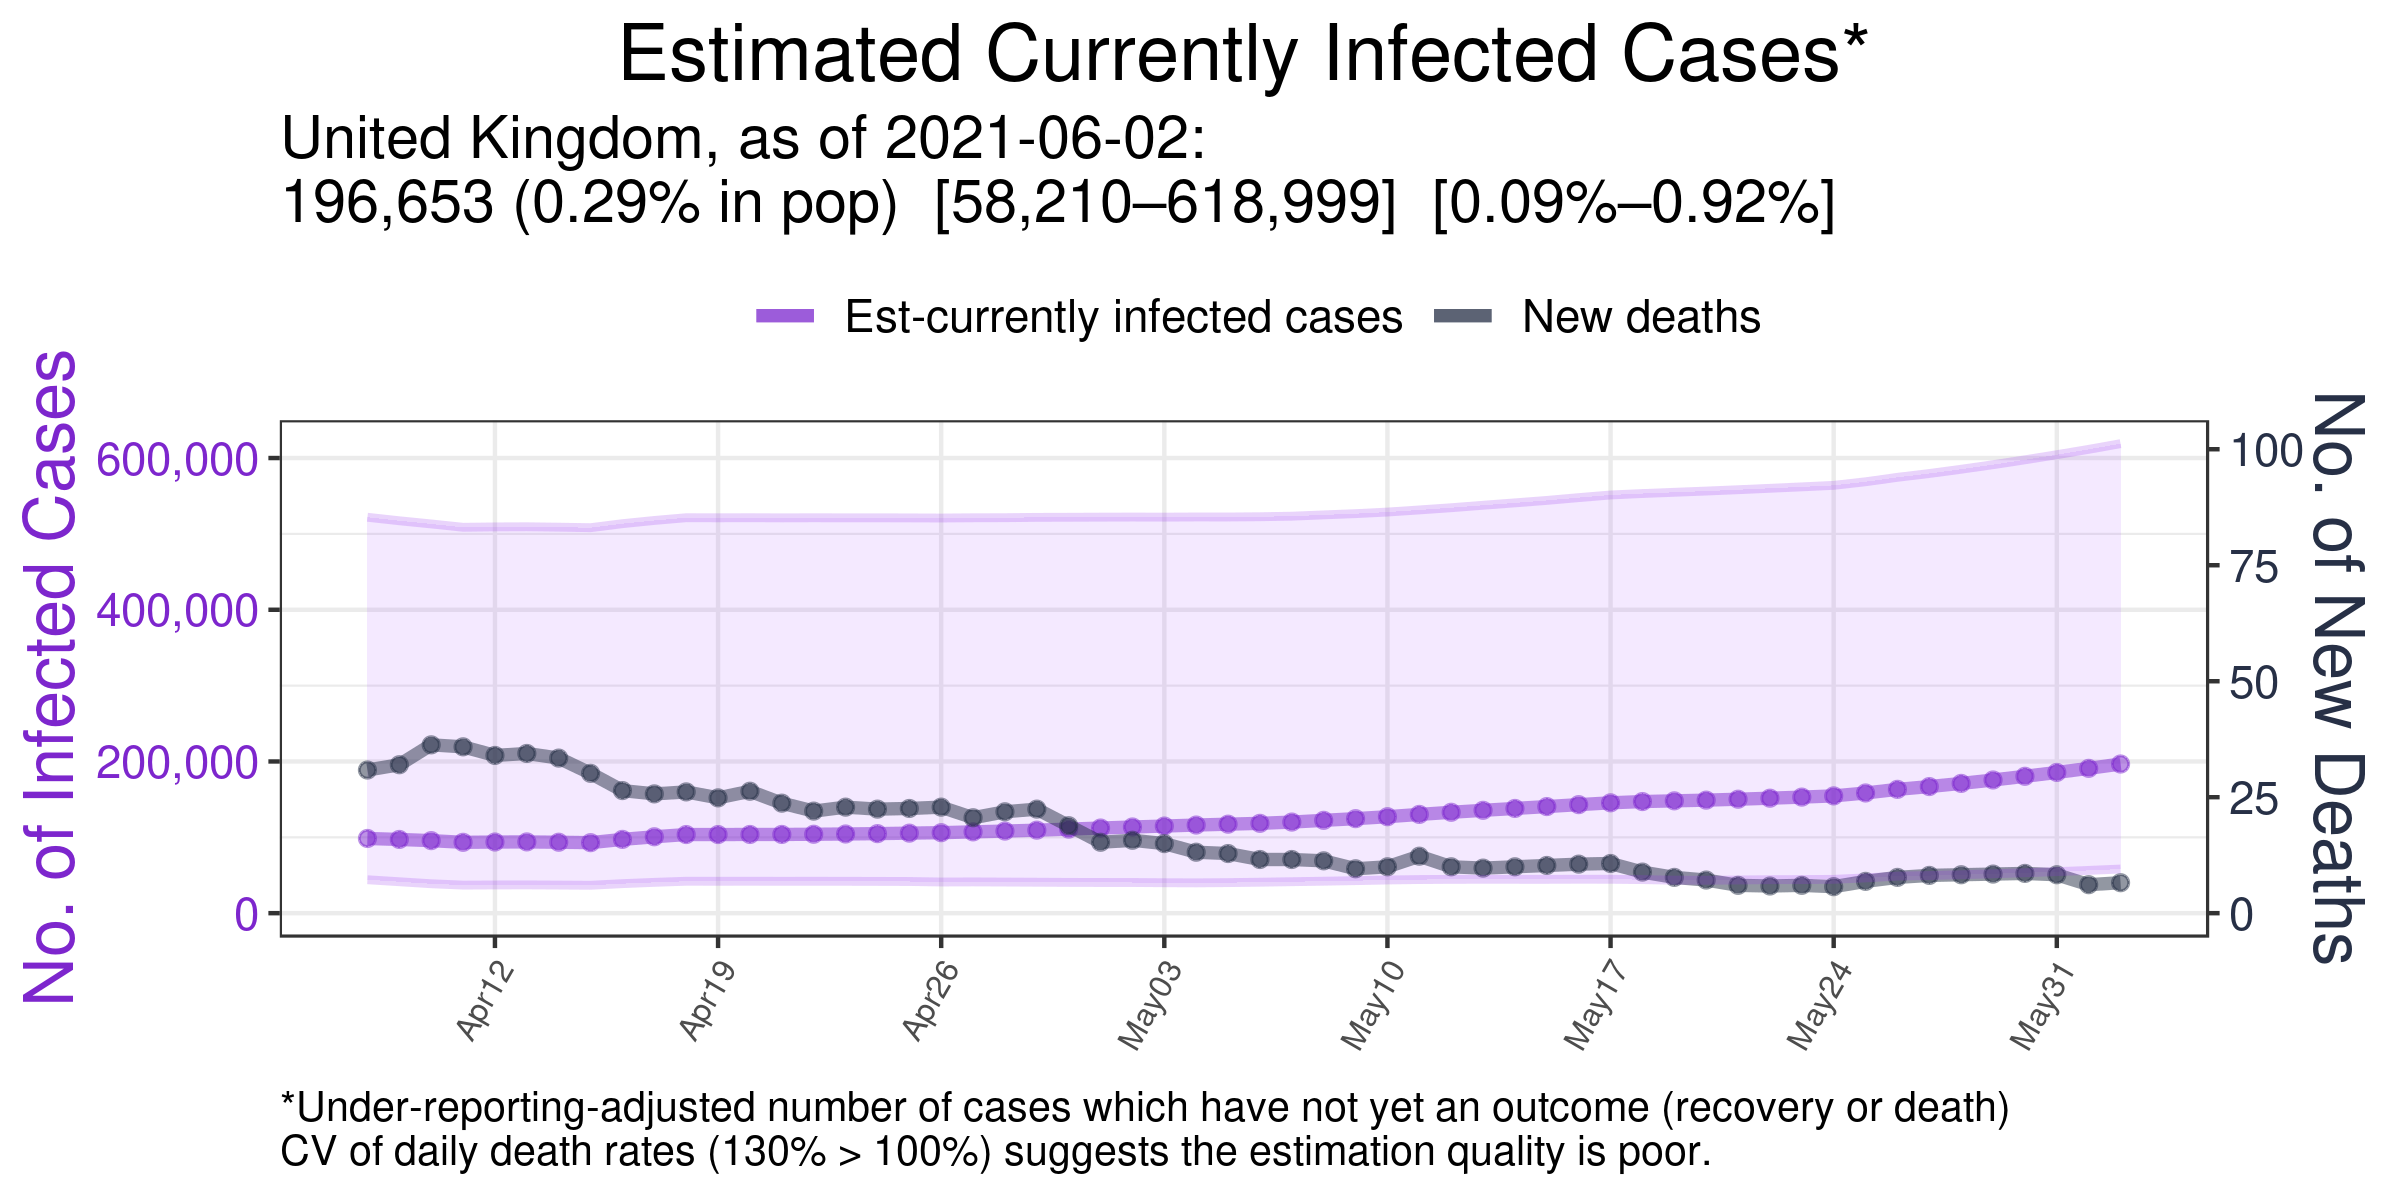 Estimated Currently Infected Cases*
United Kingdom, as of 2021-06-02:
196,653 (0.29% in pop) [58,210–618,999] [0.09%–0.92%]
Est-currently infected cases
New deaths
No. of Infected Cases
600,000
400,000
200,000
0
100
75
50
25
0
No. of New Deaths
Apr12
Apr19
Apr26
May03
May10
May17
May24
May31
*Under-reporting-adjusted number of cases which have not yet an outcome (recovery or death)
CV of daily death rates (130% > 100%) suggests the estimation quality is poor.